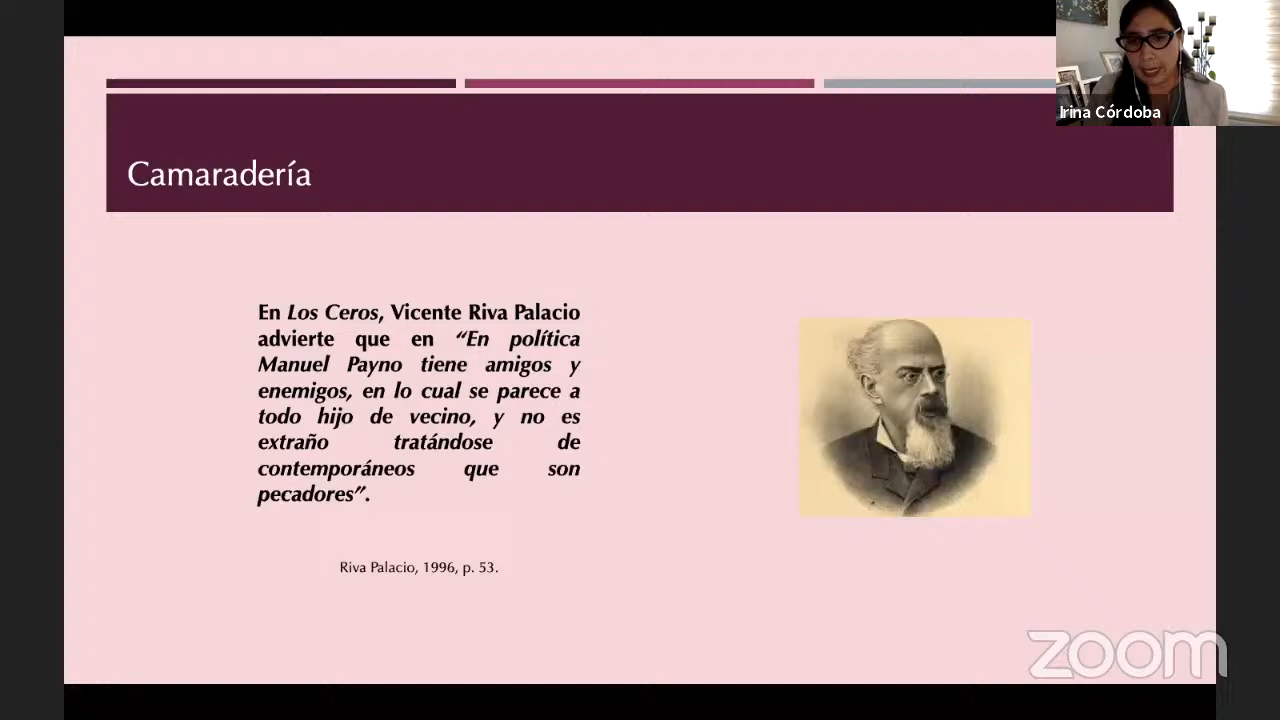 Irina Córdoba
Camaradería
En Los Ceros, Vicente Riva Palacio
advierte que en “En política
Manuel Payno tiene amigos y
enemigos, en lo cual se parece a
todo hijo de vecino, y no es
extraño tratándose de
contemporáneos que son
pecadores”.
Riva Palacio, 1996, p. 53.
zoom